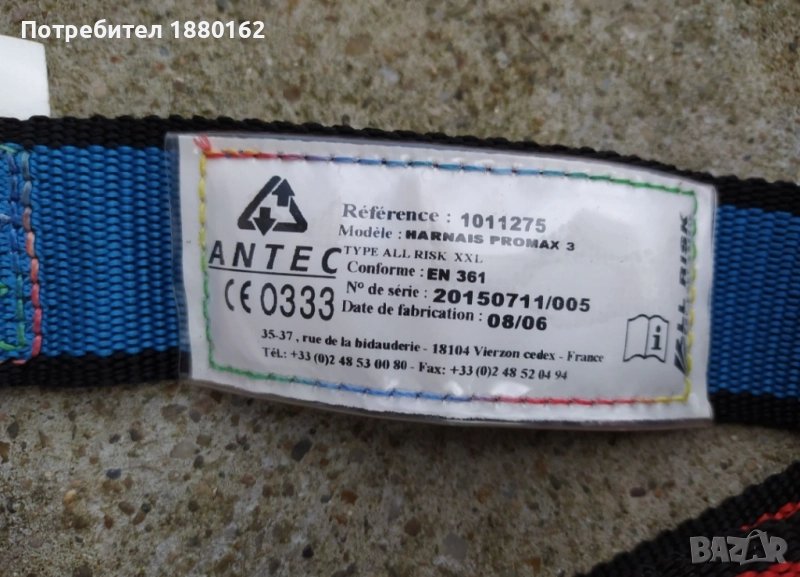 Потребител 1880162
ANTEC
CE 0333
Référence : 1011275
Modèle : HARNAIS PROMAX 3
TYPE ALL RISK XXL
Conforme : EN 361
Nº de série : 20150711/005
Date de fabrication : 08/06
35-37 , rue de la bidauderie - 18104 Vierzon cedex - France
Tél.: +33 (0)2 48 53 00 80 - Fax: +33 (0)2 48 52 04 94
i
ALL RISK
BAZAR